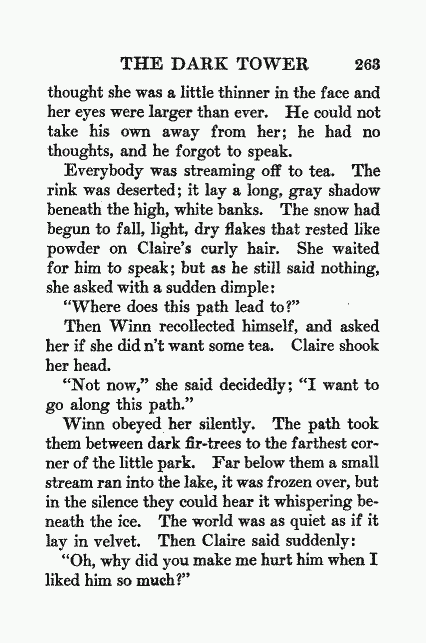 THE DARK TOWER 263
thought she was a little thinner in the face and
her eyes were larger than ever. He could not
take his own away from her; he had no
thoughts, and he forgot to speak.
Everybody was streaming off to tea. The
rink was deserted; it lay a long, gray shadow
beneath the high, white banks. The snow had
begun to fall, light, dry flakes that rested like
powder on Claire's curly hair. She waited
for him to speak; but as he still said nothing,
she asked with a sudden dimple:
"Where does this path lead to?"
Then Winn recollected himself, and asked
her if she did n't want some tea. Claire shook
her head.
"Not now," she said decidedly; "I want to
go along this path."
Winn obeyed her silently. The path took
them between dark fir-trees to the farthest cor-
ner of the little park. Far below them a small
stream ran into the lake, it was frozen over, but
in the silence they could hear it whispering be-
neath the ice. The world was as quiet as if it
lay in velvet. Then Claire said suddenly:
"Oh, why did you make me hurt him when I
liked him so much?"